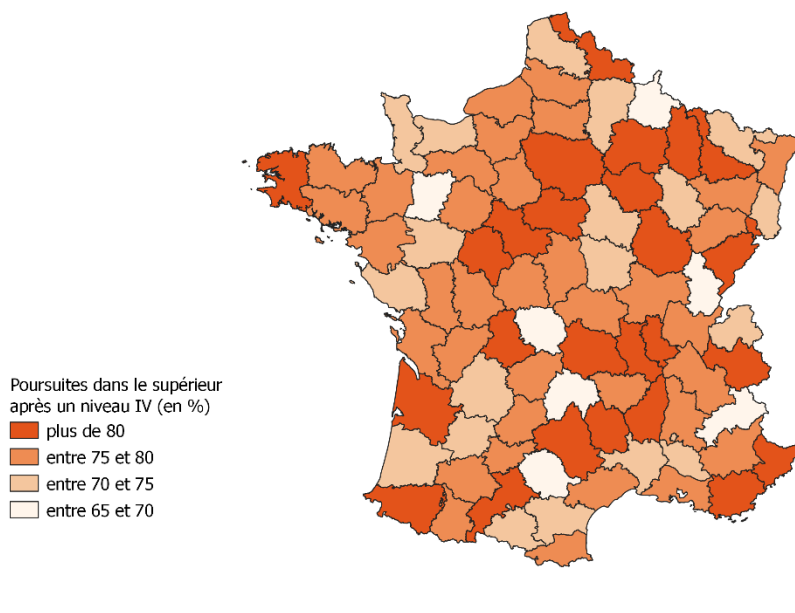 Poursuites dans le supérieur
après un niveau IV (en %)
plus de 80
entre 75 et 80
entre 70 et 75
entre 65 et 70